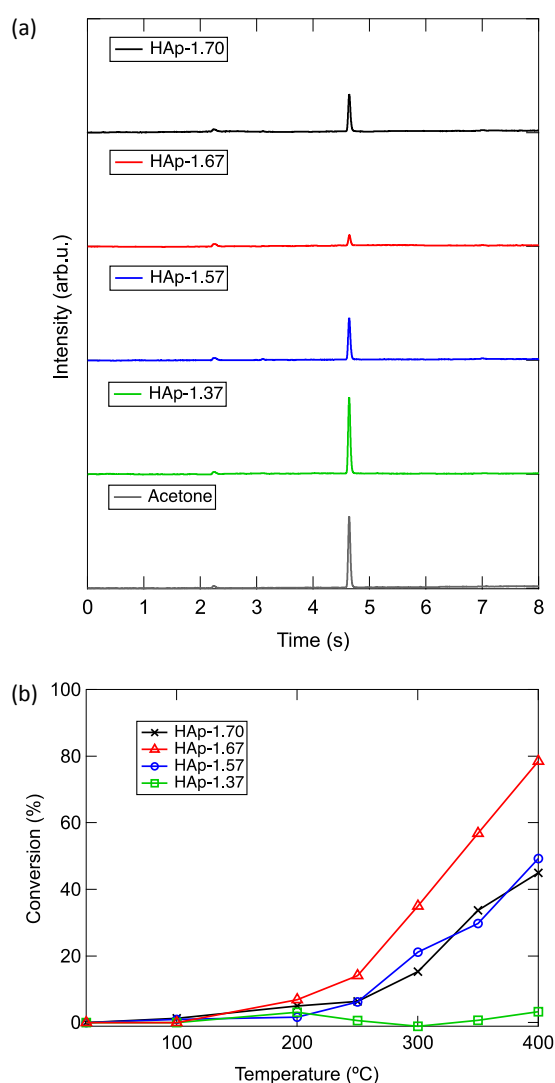 (a)
HAp-1.70
HAp-1.67
HAp-1.57
HAp-1.37
Acetone
Intensity (arb.u.)
0 1 2 3 4 5 6 7 8
Time (s)
(b)
100
80
60
40
20
0
HAp-1.70
HAp-1.67
HAp-1.57
HAp-1.37
Conversion (%)
100 200 300 400
Temperature (ºC)